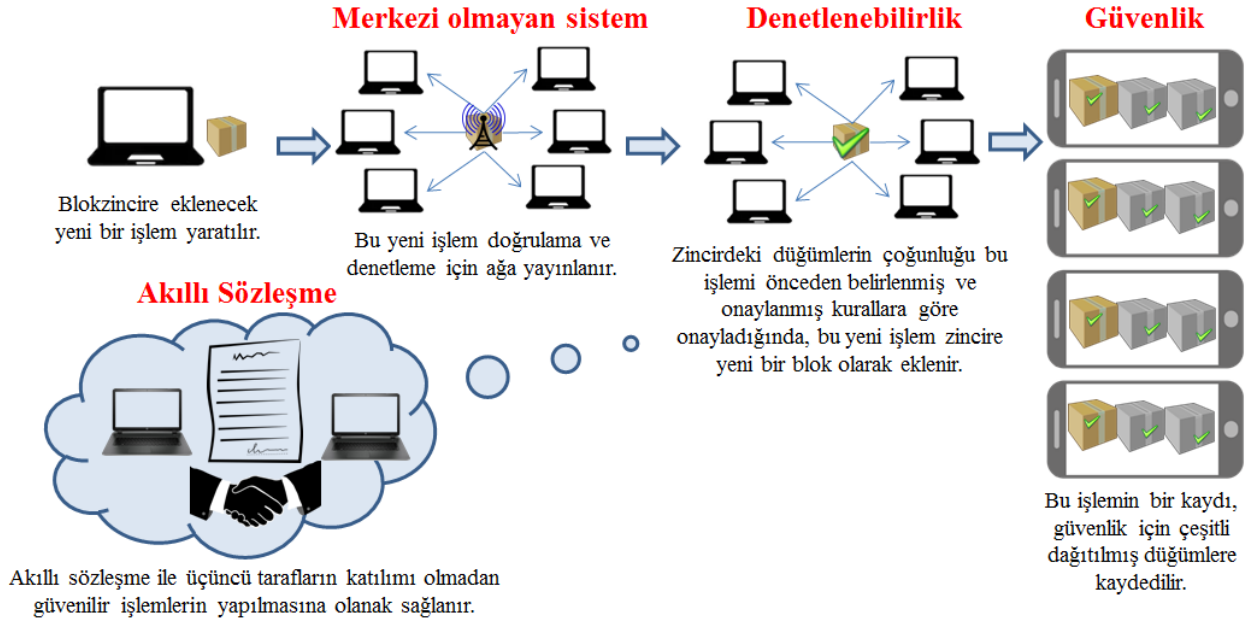 Merkezi olmayan sistem
Denetlenebilirlik
Güvenlik
Blokzincire eklenecek
yeni bir işlem yaratılır.
Bu yeni işlem doğrulama ve
denetleme için ağa yayınlanır.
Zincirdeki düğümlerin çoğunluğu bu
işlemi önceden belirlenmiş ve
onaylanmış kurallara göre
onayladığında, bu yeni işlem zincire
yeni bir blok olarak eklenir.
Bu işlemin bir kaydı,
güvenlik için çeşitli
dağıtılmış düğümlere
kaydedilir.
Akıllı Sözleşme
Akıllı sözleşme ile üçüncü tarafların katılımı olmadan
güvenilir işlemlerin yapılmasına olanak sağlanır.